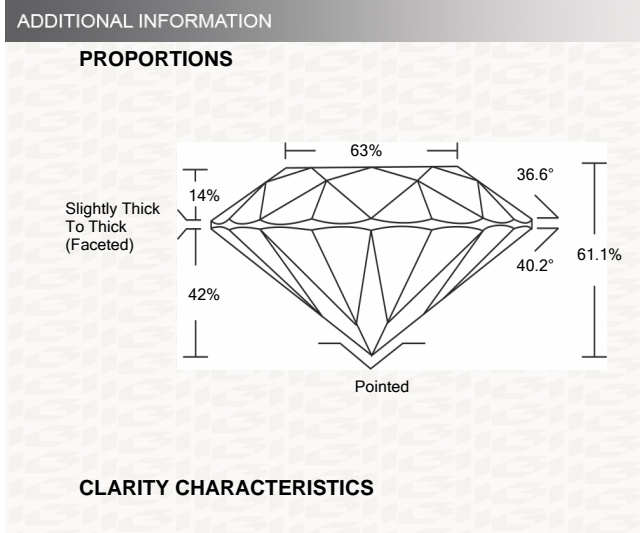 ADDITIONAL INFORMATION
PROPORTIONS
63%
14%
36.6°
Slightly Thick
To Thick
(Faceted)
61.1%
40.2°
42%
Pointed
CLARITY CHARACTERISTICS